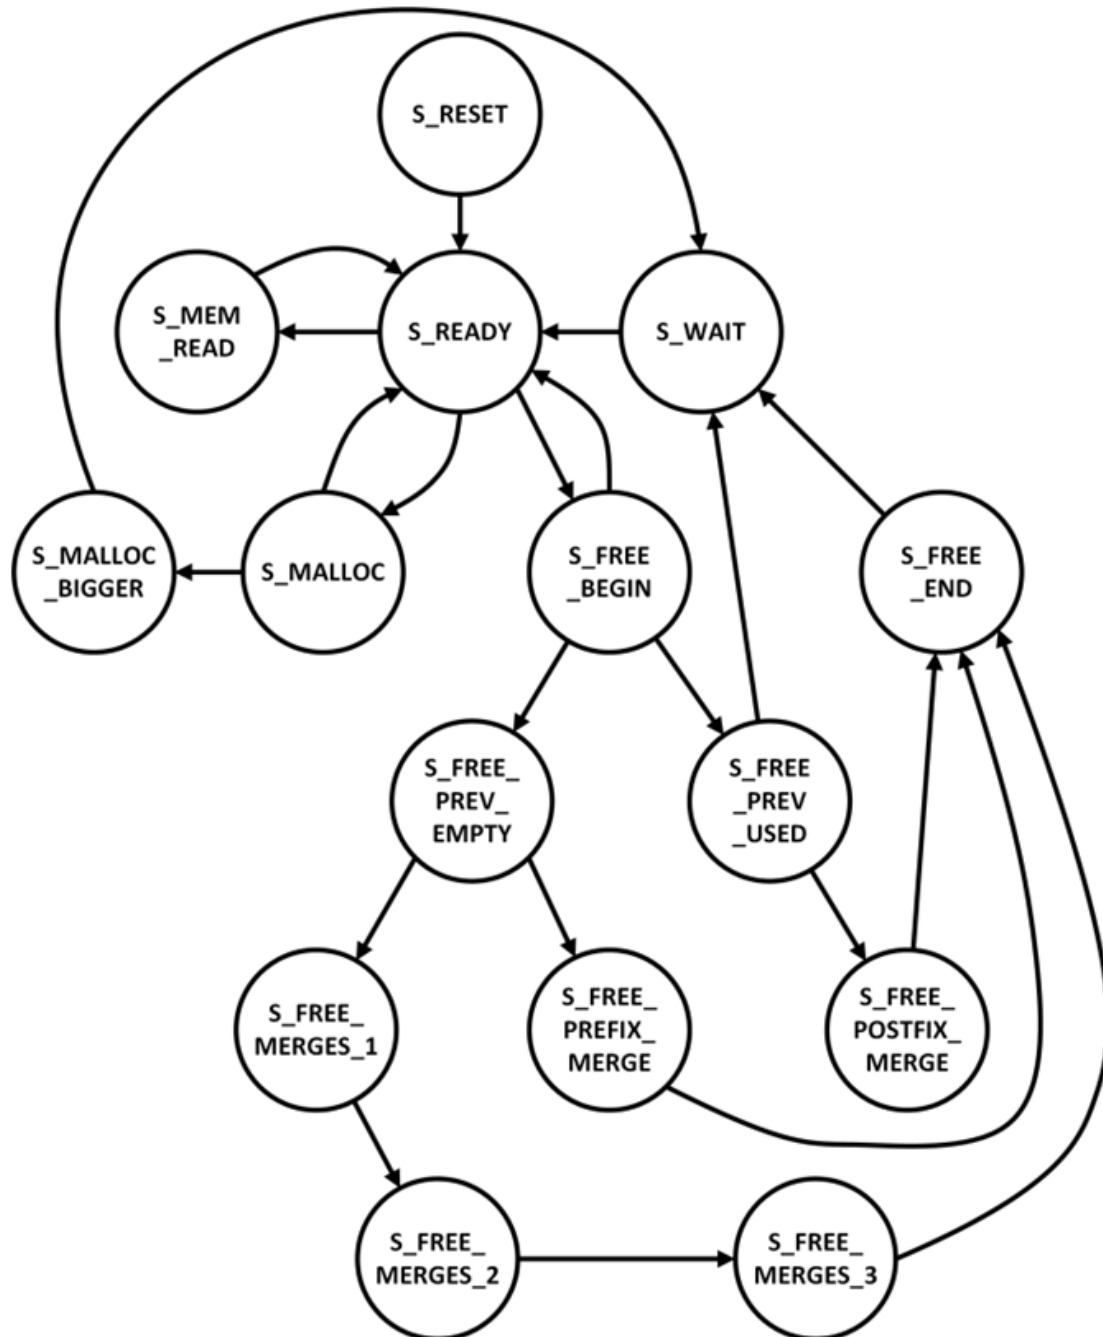 S_RESET
S_MEM
_READ
S_READY
S_WAIT
S_MALLOC
_BIGGER
S_MALLOC
S_FREE
_BEGIN
S_FREE
_END
S_FREE_
PREV_
EMPTY
S_FREE
_PREV
_USED
S_FREE_
MERGES_1
S_FREE_
PREFIX_
MERGE
S_FREE_
POSTFIX_
MERGE
S_FREE_
MERGES_2
S_FREE_
MERGES_3